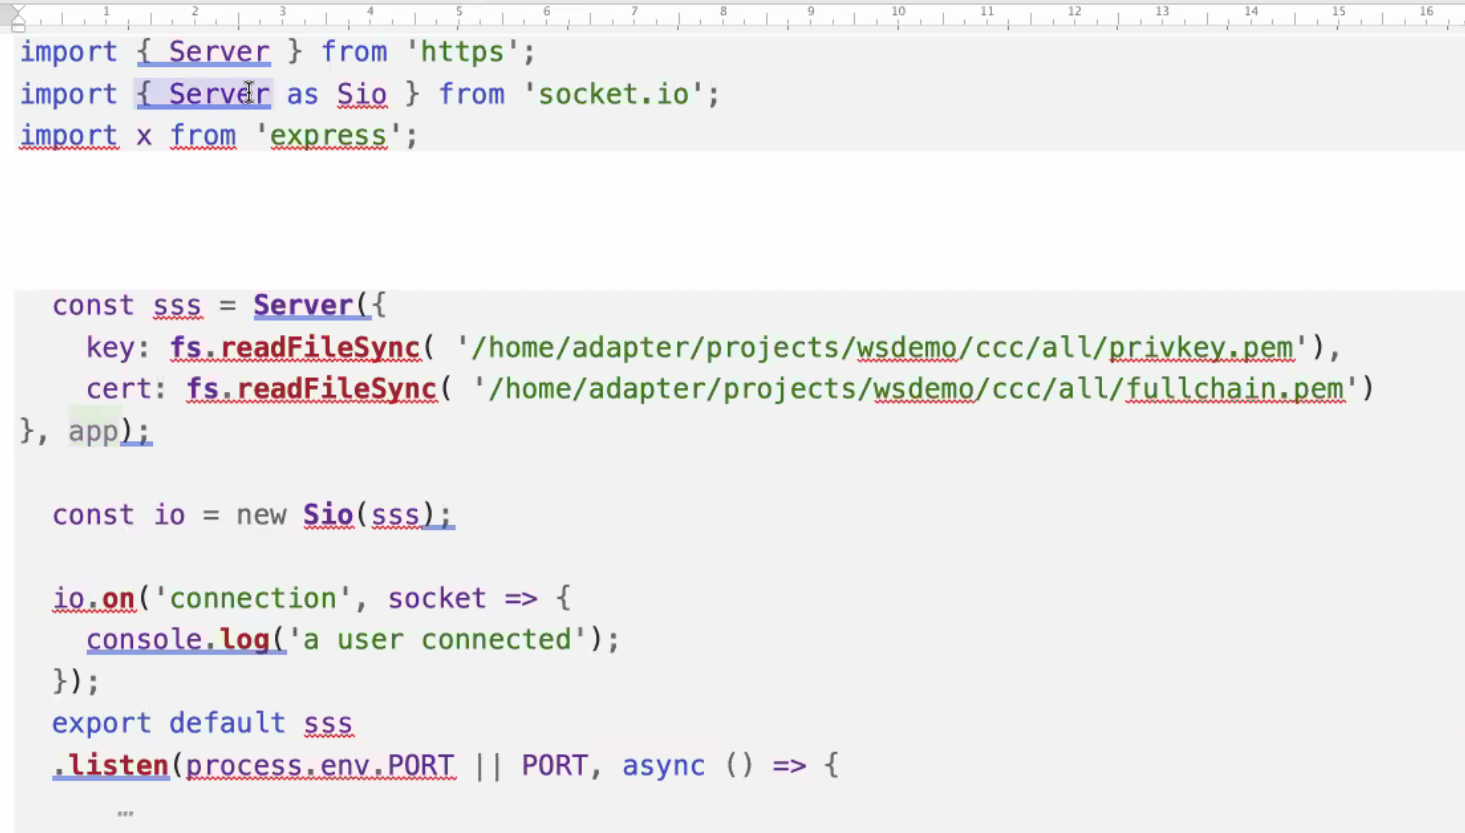 1 2 3 4 5 6 7 8 9 10 11 12 13 14 15 16
import { Server } from 'https';
import { Server as Sio } from 'socket.io';
import x from 'express';
const sss = Server({
key: fs.readFileSync( '/home/adapter/projects/wsdemo/ccc/all/privkey.pem'),
cert: fs.readFileSync( '/home/adapter/projects/wsdemo/ccc/all/fullchain.pem')
}, app);
const io = new Sio(sss);
io.on('connection', socket => {
console.log('a user connected');
});
export default sss
.listen(process.env.PORT || PORT, async () => {
…